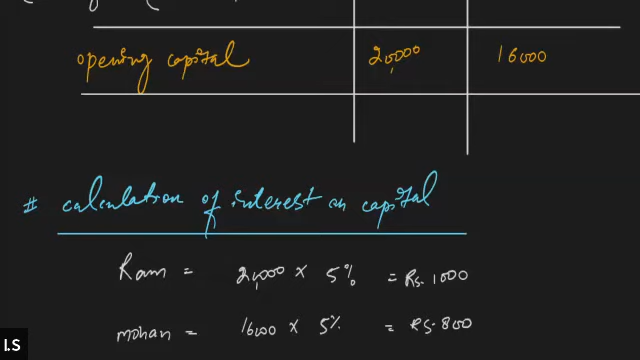 opening capital 20,000 16000
# calculation of interest on capital
Ram = 20,000 × 5% = Rs. 1000
mohan = 16000 × 5% = Rs. 800
I.S